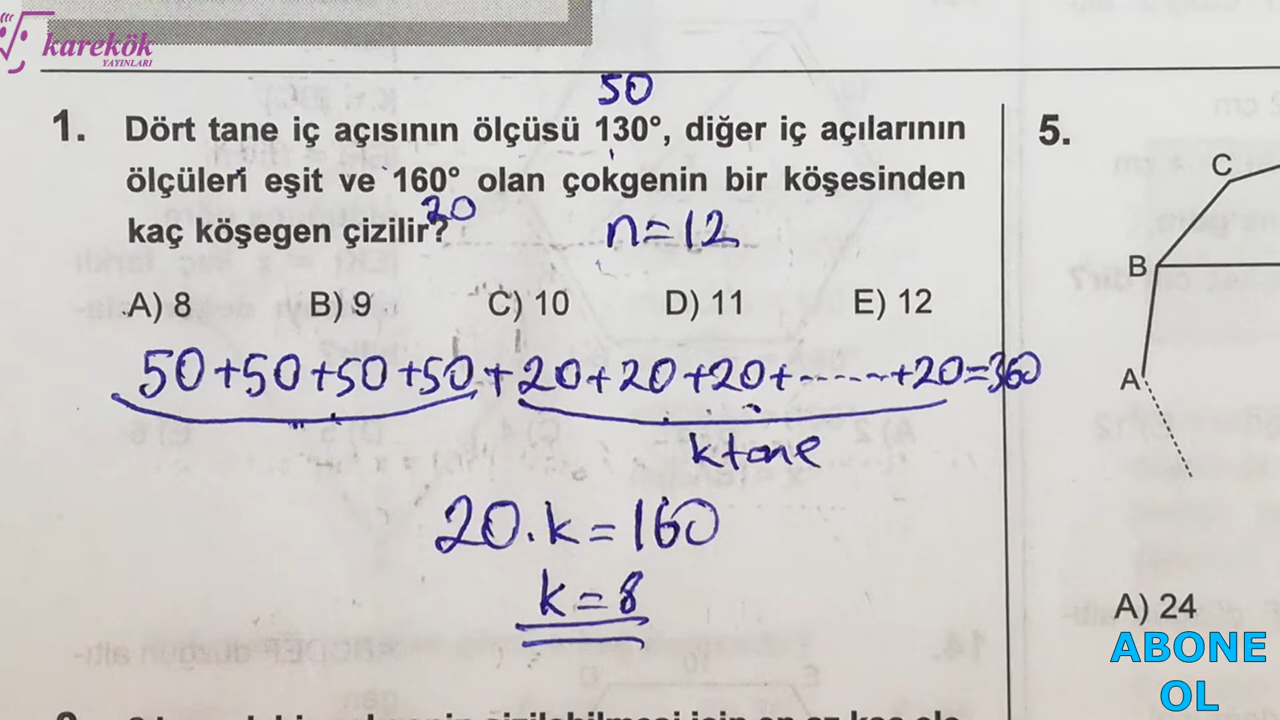 karekök
YAYINLARI
50
1. Dört tane iç açısının ölçüsü 130°, diğer iç açılarının
ölçüleri eşit ve 160° olan çokgenin bir köşesinden
20
kaç köşegen çizilir?
n=12
A) 8 B) 9 C) 10 D) 11 E) 12
50+50+50+50+20+20+20+......+20=360
k tane
20.k=160
k=8
5.
C
B
A
A) 24
ABONE
OL